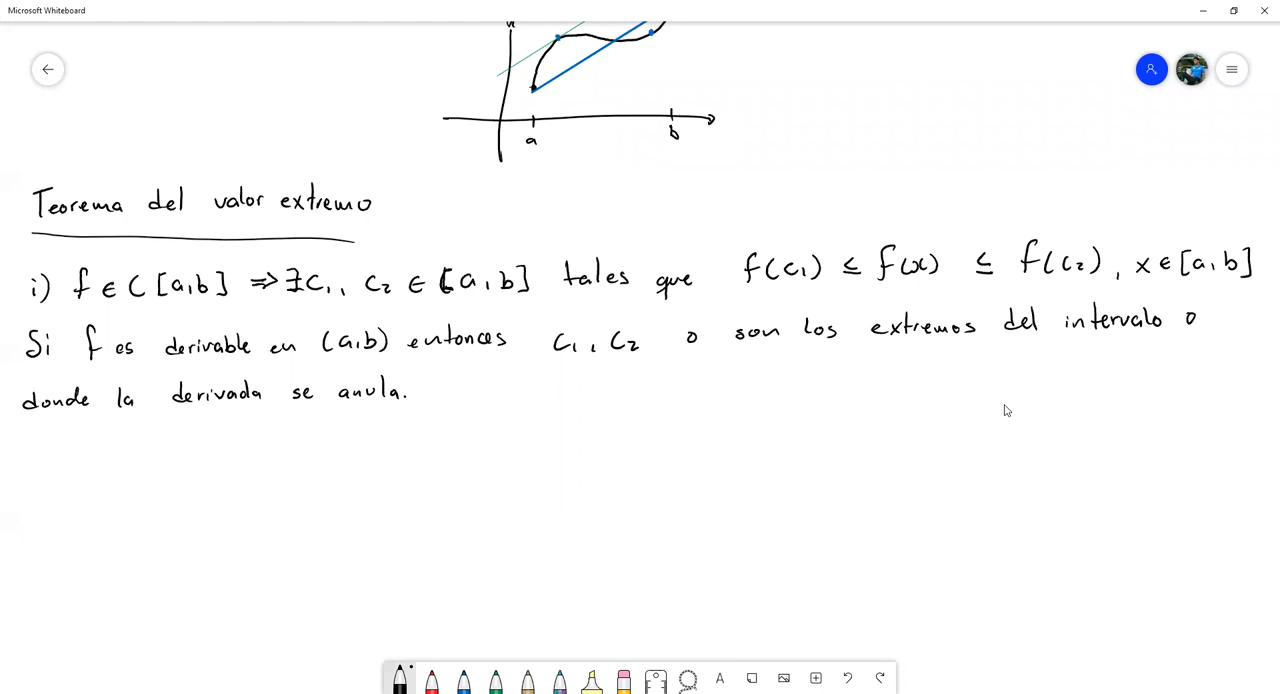 Microsoft Whiteboard
a
b
Teorema del valor extremo
i) f ∈ C [a,b] ⇒ ∃ c₁, c₂ ∈ [a,b] tales que f(c₁) ≤ f(x) ≤ f(c₂), x ∈ [a,b]
Si f es derivable en (a,b) entonces c₁, c₂ o son los extremos del intervalo o
donde la derivada se anula.
A